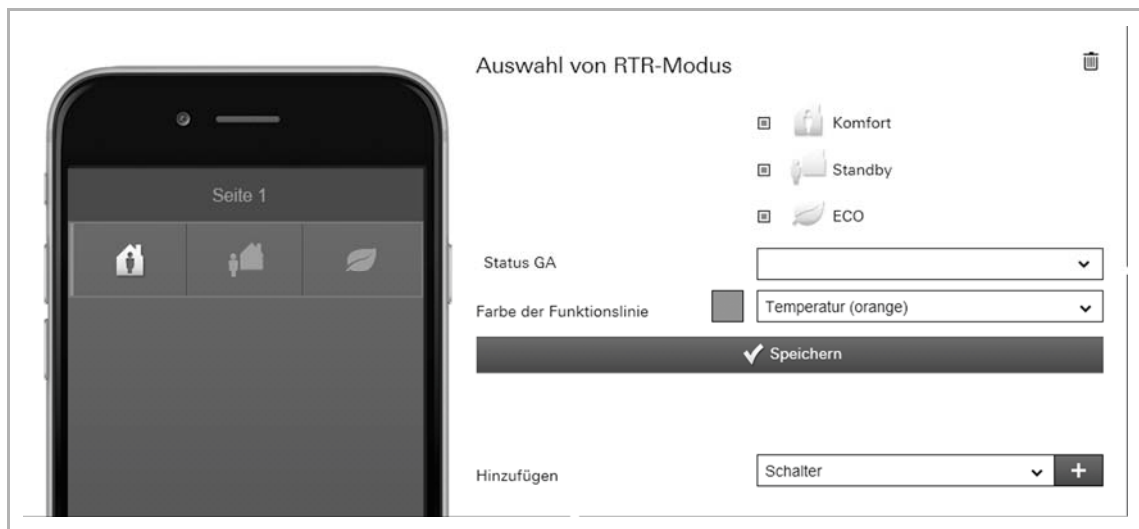 Auswahl von RTR-Modus
Seite 1
Komfort
Standby
ECO
Status GA
Farbe der Funktionslinie
Temperatur (orange)
Speichern
Hinzufügen
Schalter